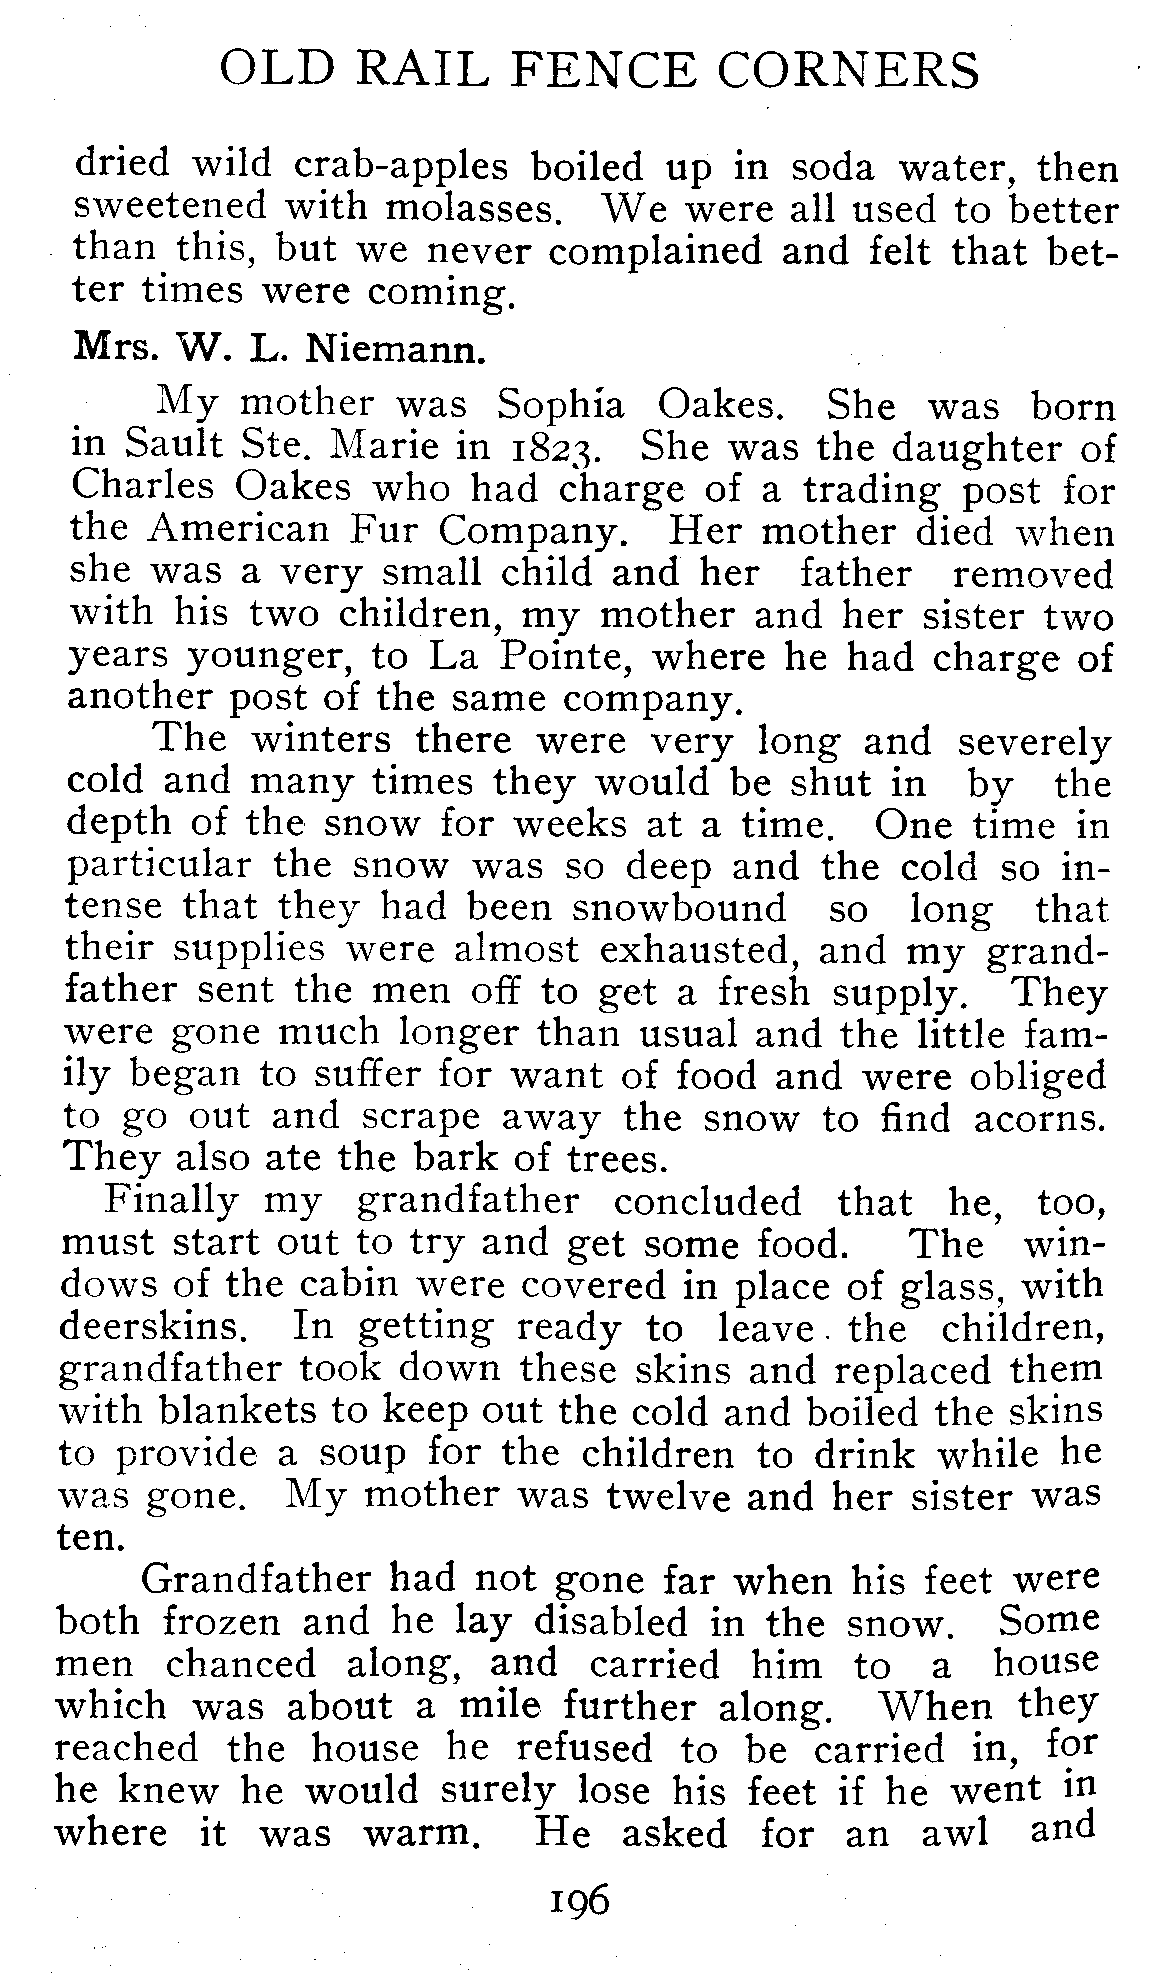 OLD RAIL FENCE CORNERS
dried wild crab-apples boiled up in soda water, then
sweetened with molasses. We were all used to better
than this, but we never complained and felt that bet-
ter times were coming.
Mrs. W. L. Niemann.
My mother was Sophia Oakes. She was born
in Sault Ste. Marie in 1823. She was the daughter of
Charles Oakes who had charge of a trading post for
the American Fur Company. Her mother died when
she was a very small child and her father removed
with his two children, my mother and her sister two
years younger, to La Pointe, where he had charge of
another post of the same company.
The winters there were very long and severely
cold and many times they would be shut in by the
depth of the snow for weeks at a time. One time in
particular the snow was so deep and the cold so in-
tense that they had been snowbound so long that
their supplies were almost exhausted, and my grand-
father sent the men off to get a fresh supply. They
were gone much longer than usual and the little fam-
ily began to suffer for want of food and were obliged
to go out and scrape away the snow to find acorns.
They also ate the bark of trees.
Finally my grandfather concluded that he, too,
must start out to try and get some food. The win-
dows of the cabin were covered in place of glass, with
deerskins. In getting ready to leave the children,
grandfather took down these skins and replaced them
with blankets to keep out the cold and boiled the skins
to provide a soup for the children to drink while he
was gone. My mother was twelve and her sister was
ten.
Grandfather had not gone far when his feet were
both frozen and he lay disabled in the snow. Some
men chanced along, and carried him to a house
which was about a mile further along. When they
reached the house he refused to be carried in, for
he knew he would surely lose his feet if he went in
where it was warm. He asked for an awl and
196